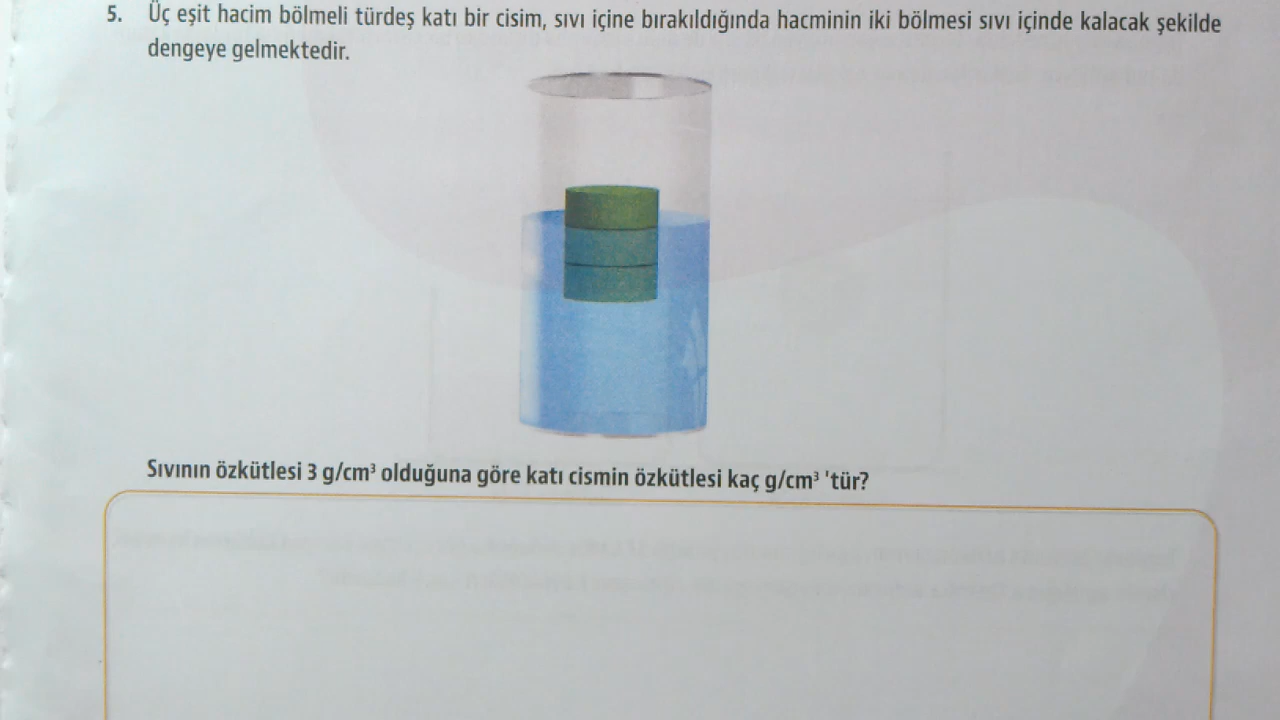 5. Üç eşit hacim bölmeli türdeş katı bir cisim, sıvı içine bırakıldığında hacminin iki bölmesi sıvı içinde kalacak şekilde
dengeye gelmektedir.
Sıvının özkütlesi 3 g/cm³ olduğuna göre katı cismin özkütlesi kaç g/cm³ 'tür?